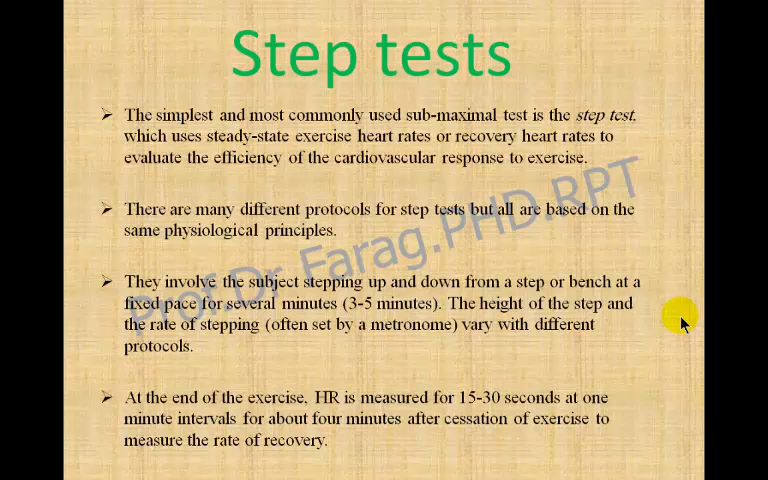 Step tests
➢ The simplest and most commonly used sub-maximal test is the step test,
which uses steady-state exercise heart rates or recovery heart rates to
evaluate the efficiency of the cardiovascular response to exercise.
➢ There are many different protocols for step tests but all are based on the
same physiological principles.
➢ They involve the subject stepping up and down from a step or bench at a
fixed pace for several minutes (3-5 minutes). The height of the step and
the rate of stepping (often set by a metronome) vary with different
protocols.
➢ At the end of the exercise, HR is measured for 15-30 seconds at one
minute intervals for about four minutes after cessation of exercise to
measure the rate of recovery.
Prof.Dr Farag.PHD.RPT